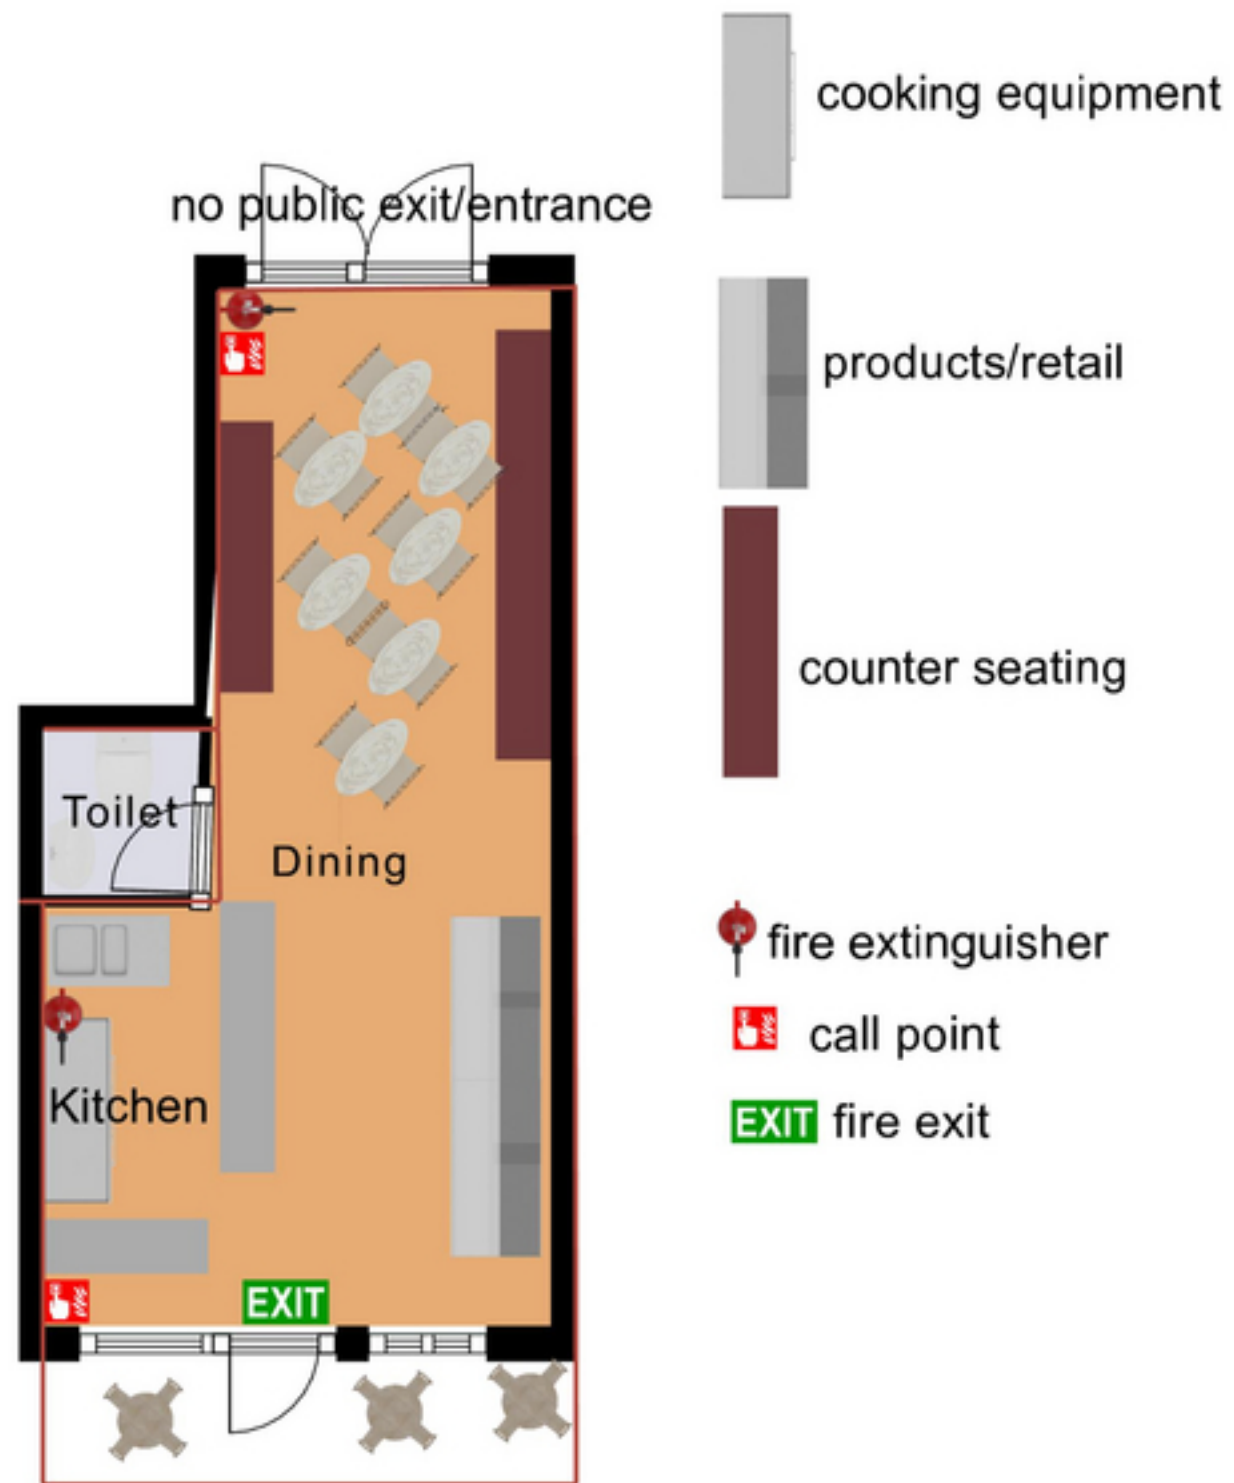 cooking equipment
no public exit/entrance
products/retail
counter seating
Toilet
Dining
fire extinguisher
call point
Kitchen
EXIT fire exit
EXIT